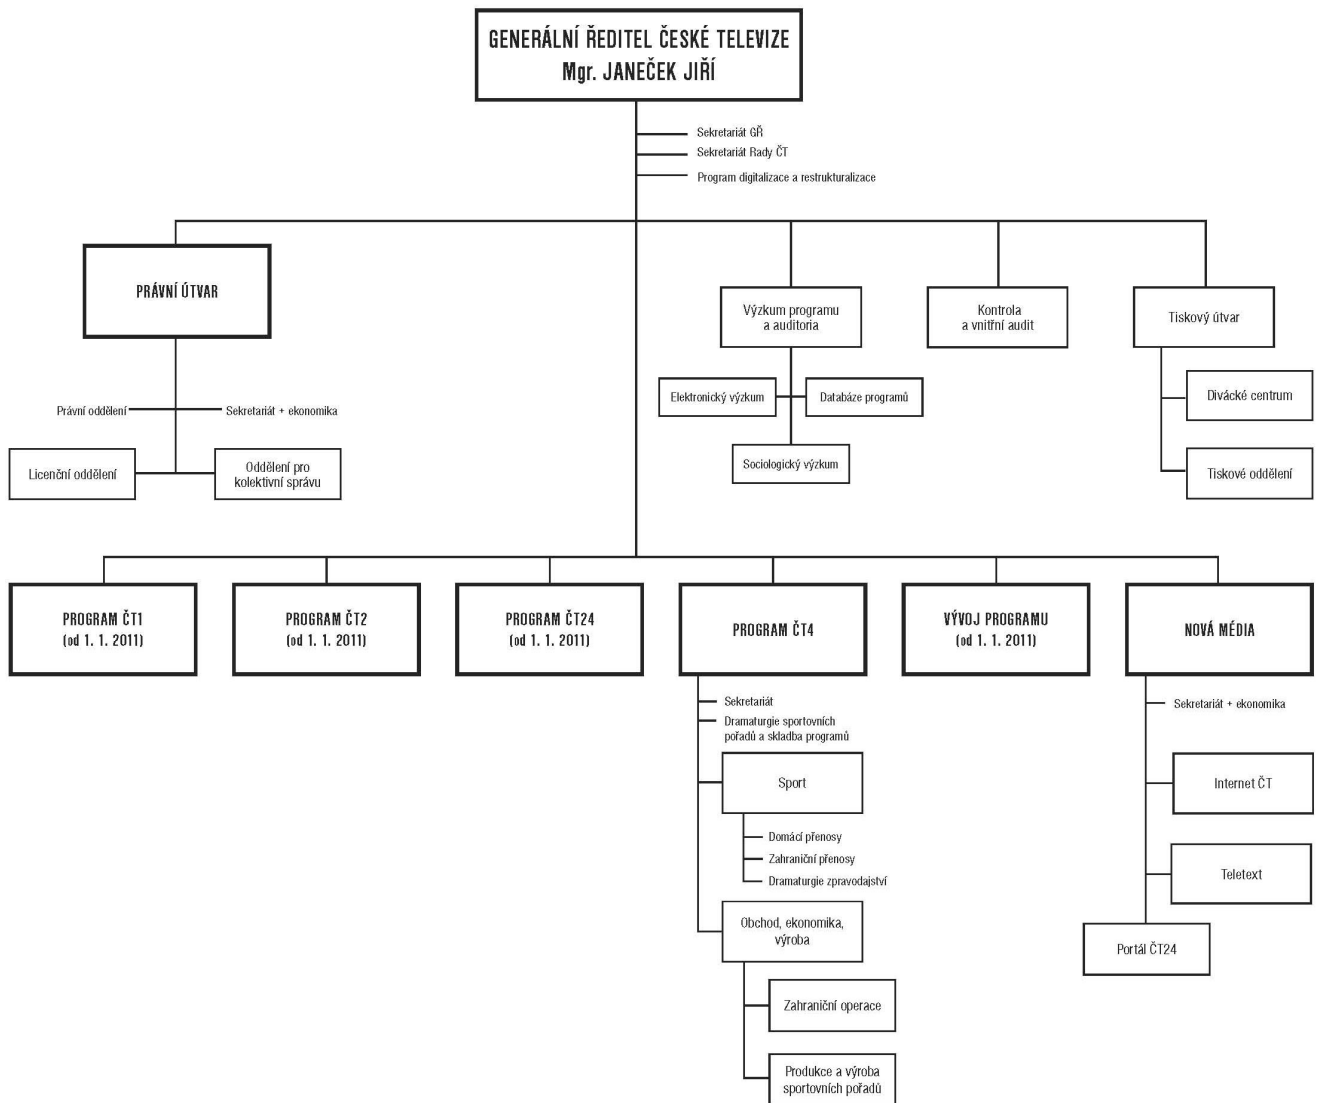 GENERÁLNÍ ŘEDITEL ČESKÉ TELEVIZE
Mgr. JANEČEK JIŘÍ
Sekretariát GŘ
Sekretariát Rady ČT
Program digitalizace a restrukturalizace
PRÁVNÍ ÚTVAR
Výzkum programu
a auditoria
Kontrola
a vnitřní audit
Tiskový útvar
Elektronický výzkum
Databáze programů
Sociologický výzkum
Divácké centrum
Tiskové oddělení
Právní oddělení
Sekretariát + ekonomika
Licenční oddělení
Oddělení pro
kolektivní správu
PROGRAM ČT1
(od 1. 1. 2011)
PROGRAM ČT2
(od 1. 1. 2011)
PROGRAM ČT24
(od 1. 1. 2011)
PROGRAM ČT4
VÝVOJ PROGRAMU
(od 1. 1. 2011)
NOVÁ MÉDIA
Sekretariát
Dramaturgie sportovních
pořadů a skladba programů
Sport
Domácí přenosy
Zahraniční přenosy
Dramaturgie zpravodajství
Obchod, ekonomika,
výroba
Zahraniční operace
Produkce a výroba
sportovních pořadů
Sekretariát + ekonomika
Internet ČT
Teletext
Portál ČT24